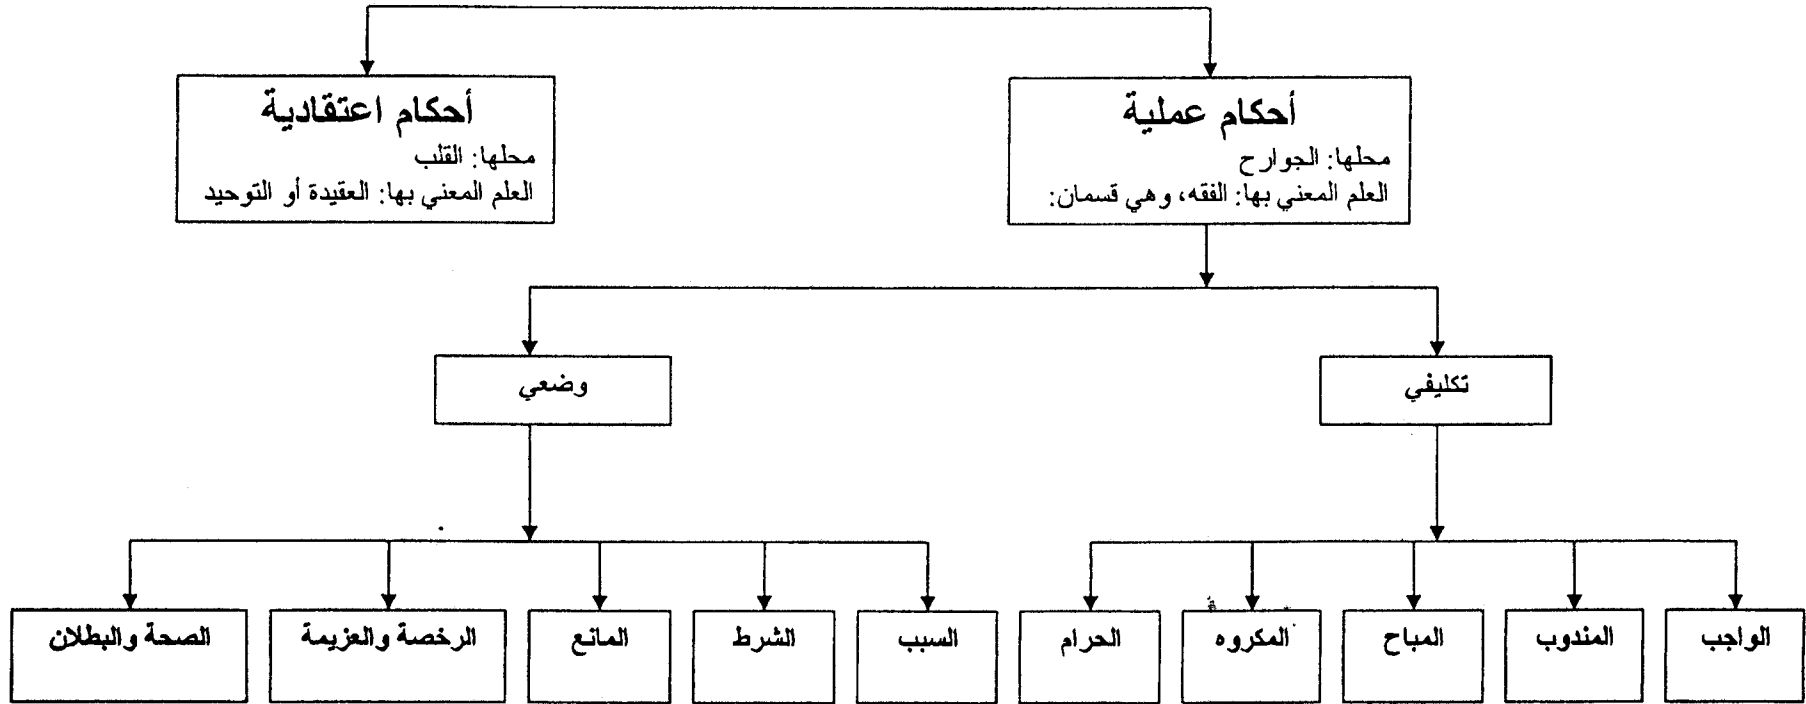 أحكام عملية
محلها: الجوارح
العلم المعني بها: الفقه، وهي قسمان:
أحكام اعتقادية
محلها: القلب
العلم المعني بها: العقيدة أو التوحيد
تكليفي
وضعي
الواجب
المندوب
المباح
المكروه
الحرام
السبب
الشرط
المانع
الرخصة والعزيمة
الصحة والبطلان